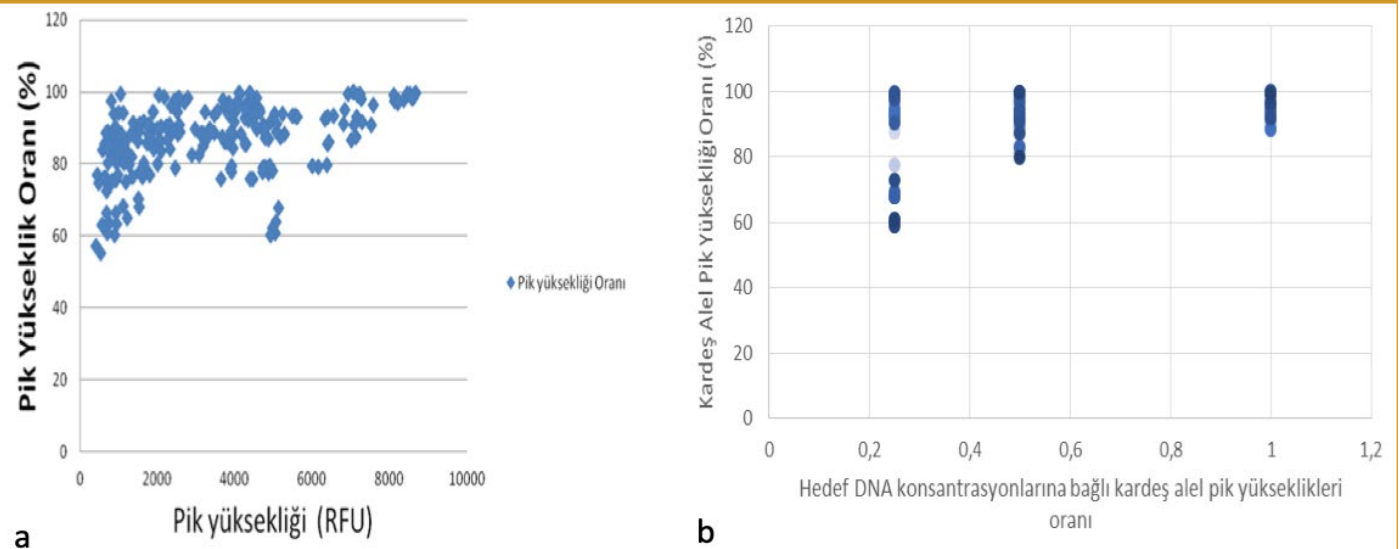 120
100
80
60
40
20
0
Pik Yükseklik Oranı (%)
0 2000 4000 6000 8000 10000
Pik yüksekliği (RFU)
Pik yüksekliği Oranı
a
120
100
80
60
40
20
0
Kardeş Alel Pik Yüksekliği Oranı (%)
0 0,2 0,4 0,6 0,8 1 1,2
Hedef DNA konsantrasyonlarına bağlı kardeş alel pik yükseklikleri
oranı
b